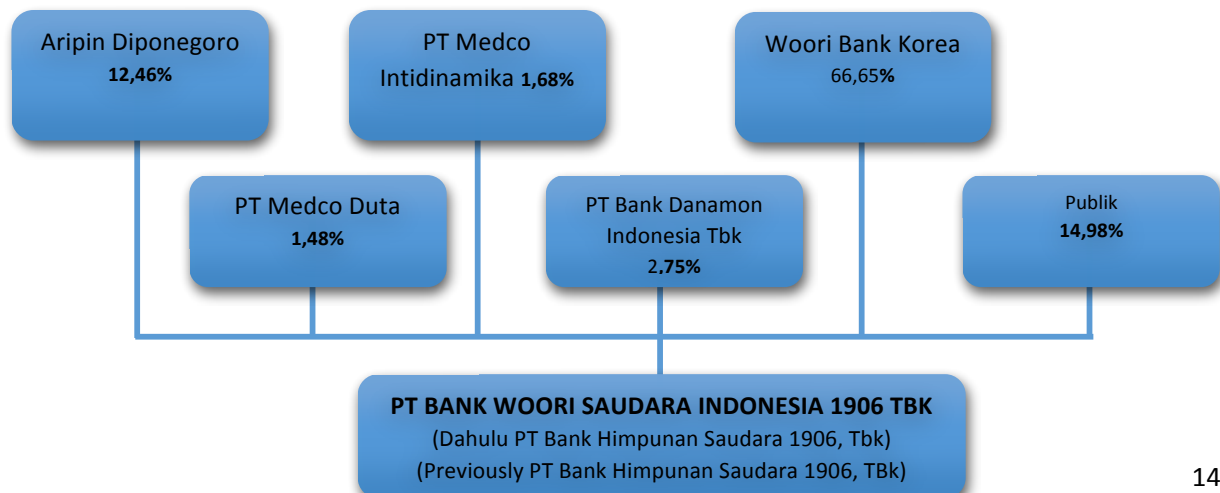 Aripin Diponegoro
12,46%
PT Medco
Intidinamika 1,68%
Woori Bank Korea
66,65%
PT Medco Duta
1,48%
PT Bank Danamon
Indonesia Tbk
2,75%
Publik
14,98%
PT BANK WOORI SAUDARA INDONESIA 1906 TBK
(Dahulu PT Bank Himpunan Saudara 1906, Tbk)
(Previously PT Bank Himpunan Saudara 1906, TBk)
14